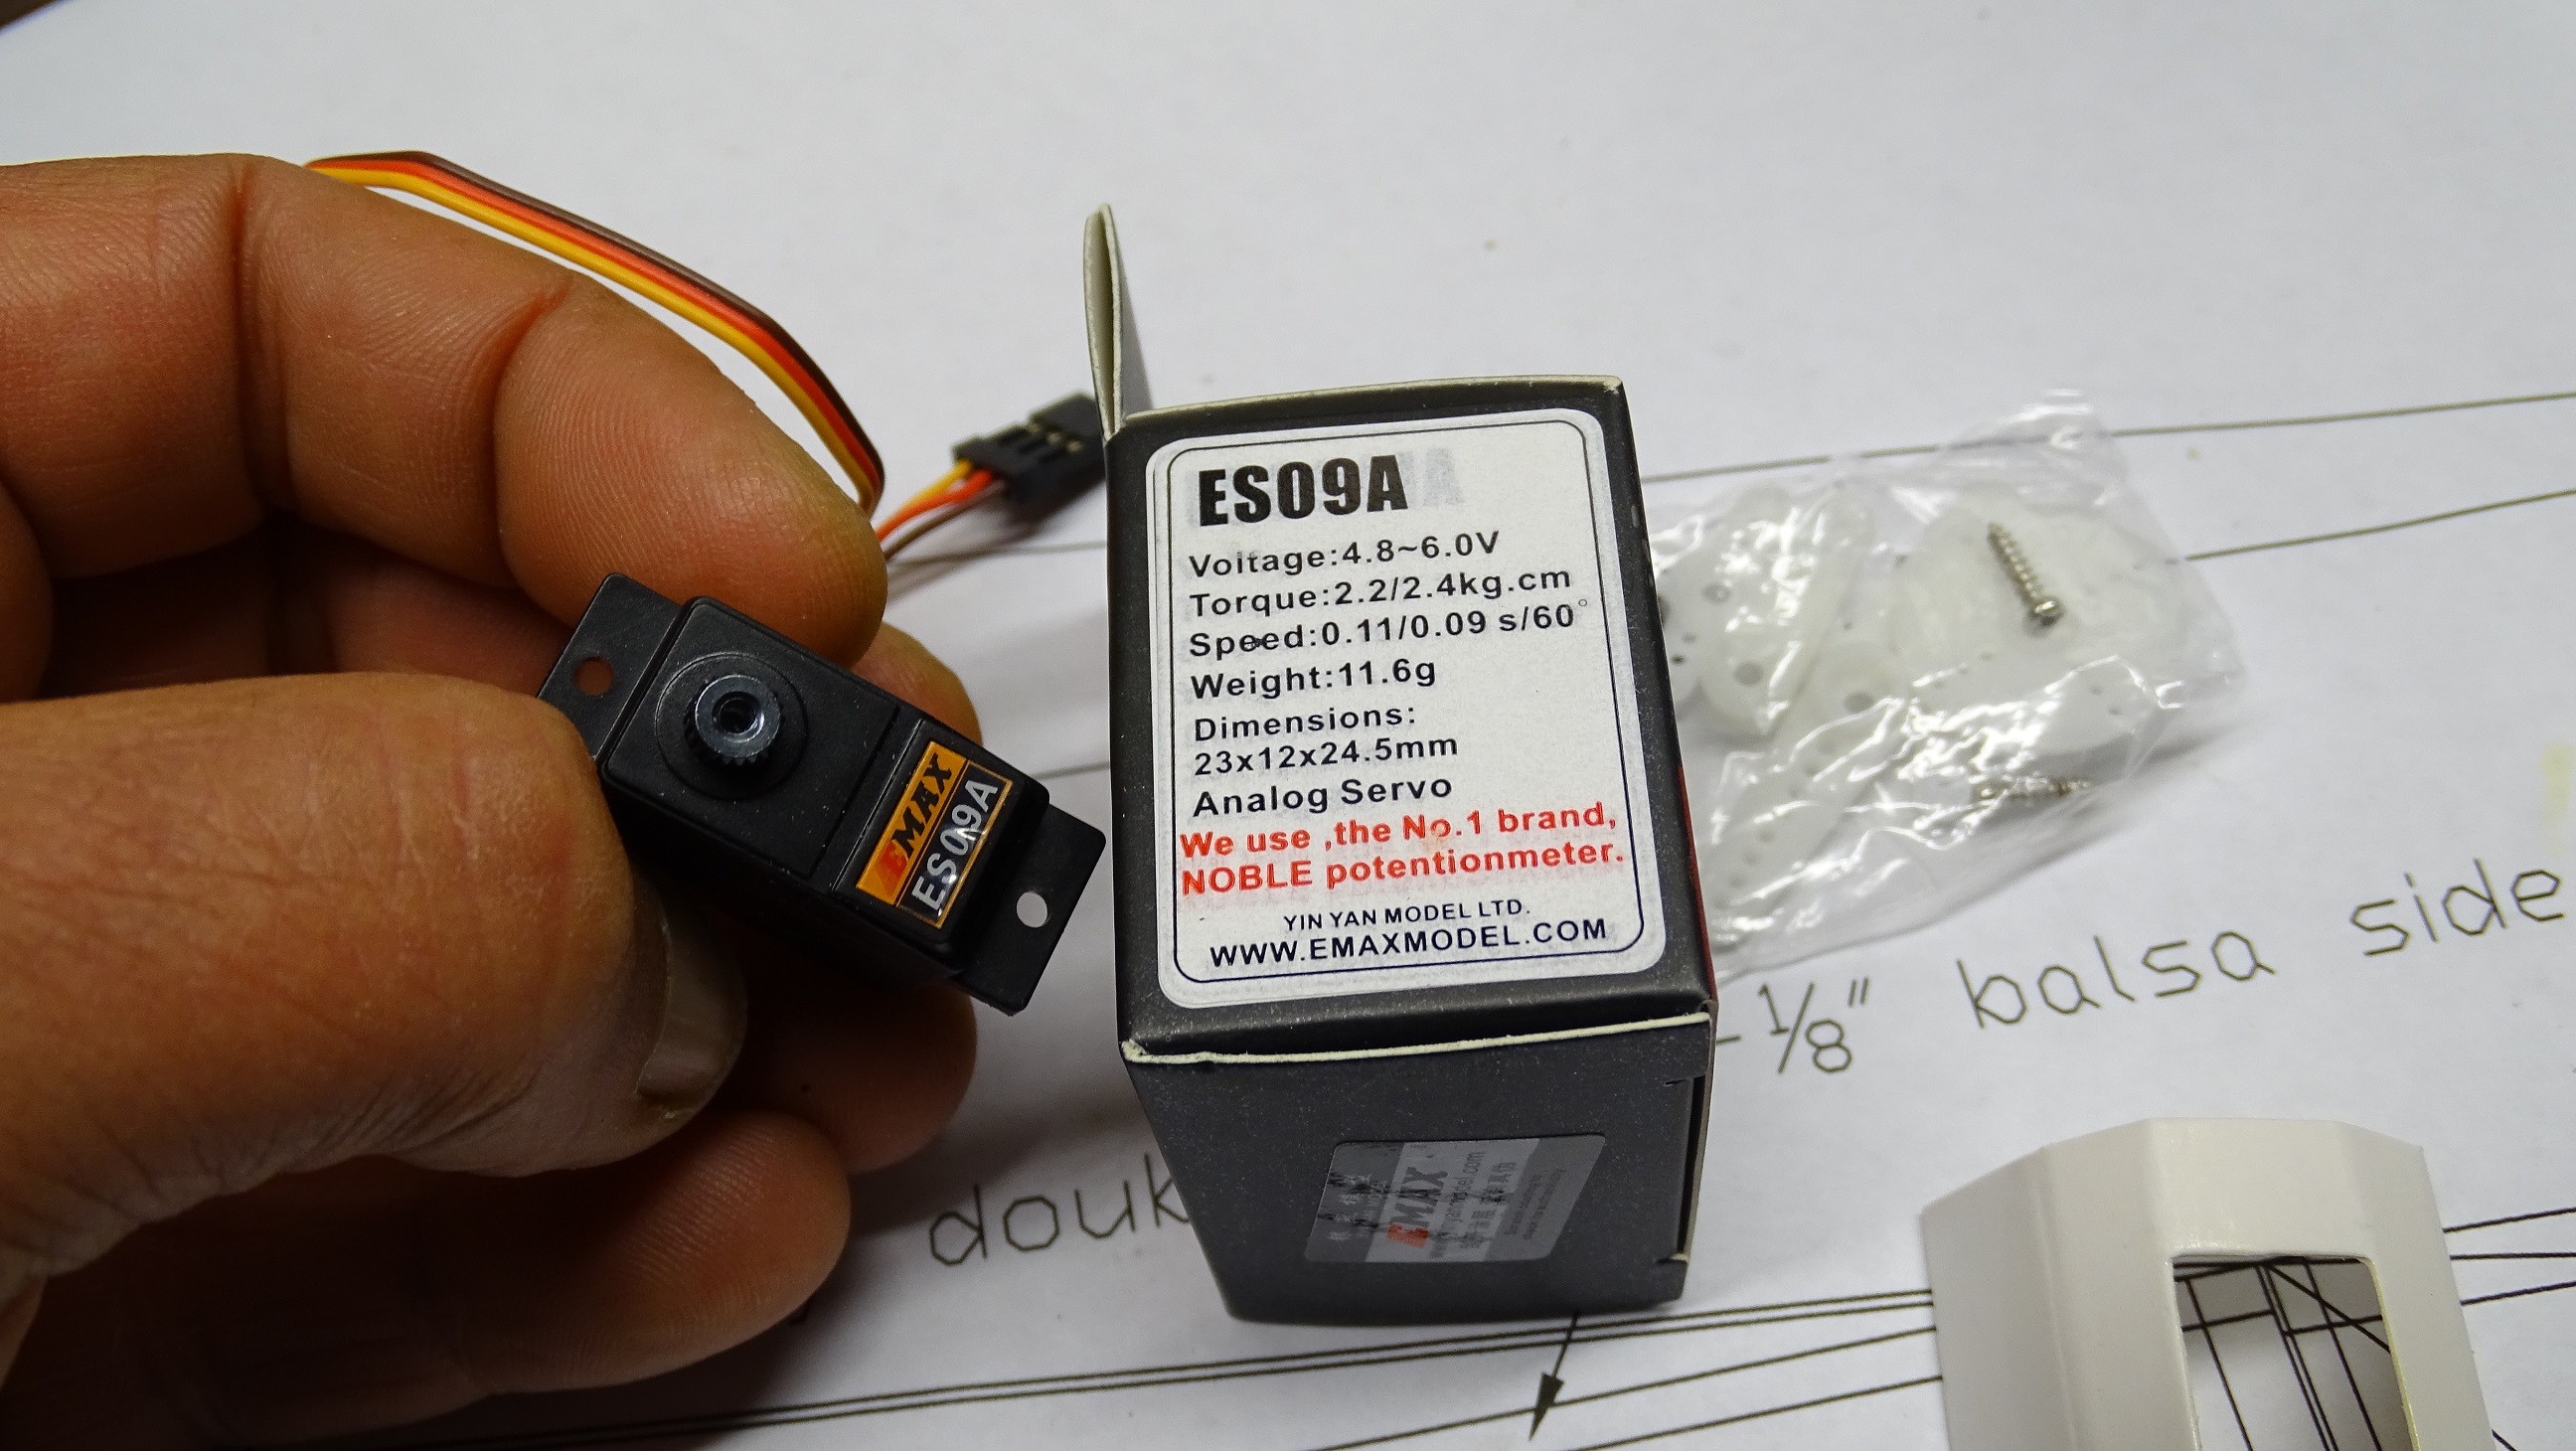 ES09A
Voltage:4.8~6.0V
Torque:2.2/2.4kg.cm
Speed:0.11/0.09 s/60°
Weight:11.6g
Dimensions:
23x12x24.5mm
Analog Servo
We use ,the No.1 brand,
NOBLE potentionmeter.
YIN YAN MODEL LTD.
WWW.EMAXMODEL.COM
EMAX
ES09A
1/8" balsa side
EMAX